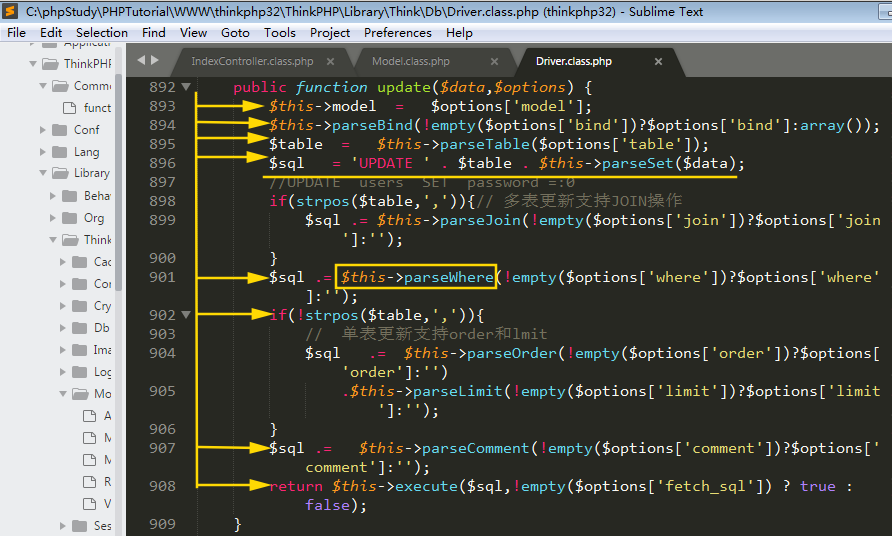 C:\phpStudy\PHPTutorial\WWW\thinkphp32\ThinkPHP\Library\Think\Db\Driver.class.php (thinkphp32) - Sublime Text
File Edit Selection Find View Goto Tools Project Preferences Help
IndexController.class.php × Model.class.php × Driver.class.php ×
Application
ThinkPH
Comm
funct
Conf
Lang
Library
Beha
Org
Think
Cac
Cor
Cry
Db
Ima
Log
Mo
A
M
M
R
V
Ses
892 public function update($data,$options) {
893 $this->model  =   $options['model'];
894 $this->parseBind(!empty($options['bind'])?$options['bind']:array());
895 $table  =   $this->parseTable($options['table']);
896 $sql   = 'UPDATE ' . $table . $this->parseSet($data);
897 //UPDATE  users  SET  password =:0
898 if(strpos($table,',')){// 多表更新支持JOIN操作
899 $sql .= $this->parseJoin(!empty($options['join'])?$options['join
']:'');
900 }
901 $sql .= $this->parseWhere(!empty($options['where'])?$options['where'
]:'');
902 if(!strpos($table,',')){
903 //  单表更新支持order和lmit
904 $sql   .=  $this->parseOrder(!empty($options['order'])?$options[
'order']:'')
905 .$this->parseLimit(!empty($options['limit'])?$options['limit
']:'');
906 }
907 $sql .=   $this->parseComment(!empty($options['comment'])?$options['
comment']:'');
908 return $this->execute($sql,!empty($options['fetch_sql']) ? true :
false);
909 }